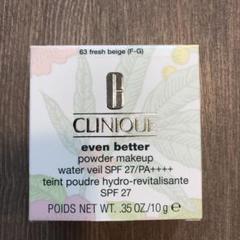 63 fresh beige (F-G)
CLINIQUE
even better
powder makeup
water veil SPF 27/PA++++
teint poudre hydro-revitalisante
SPF 27
POIDS NET WT. .35 OZ/10 g ℮